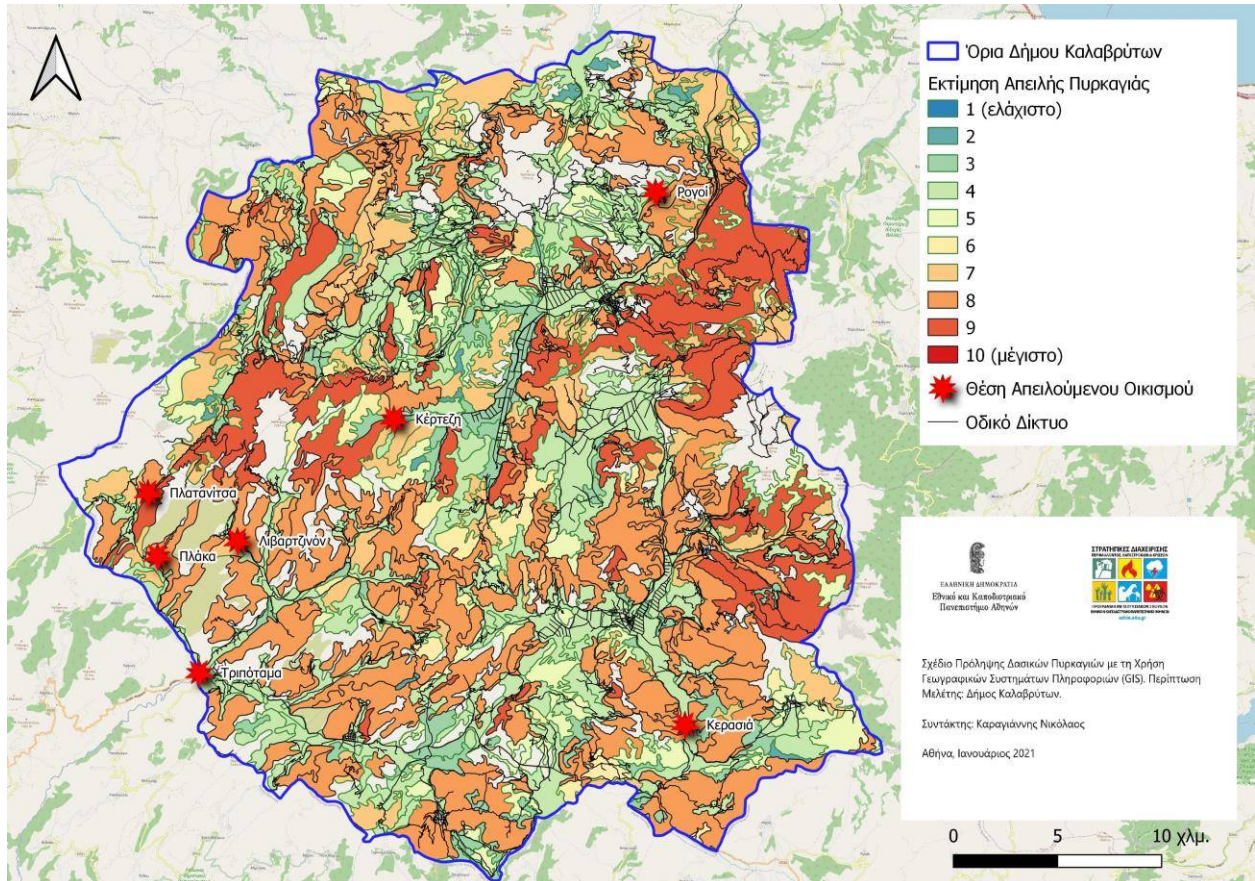 Όρια Δήμου Καλαβρύτων
Εκτίμηση Απειλής Πυρκαγιάς
1 (ελάχιστο)
2
3
4
5
6
7
8
9
10 (μέγιστο)
Θέση Απειλούμενου Οικισμού
Οδικό Δίκτυο
Ρογοί
Κέρτεζη
Πλατανίτσα
Λιβαρτζινόν
Πλάκα
Τριπόταμα
Κερασιά
ΕΛΛΗΝΙΚΗ ΔΗΜΟΚΡΑΤΙΑ
Εθνικό και Καποδιστριακό
Πανεπιστήμιο Αθηνών
ΣΤΡΑΤΗΓΙΚΕΣ ΔΙΑΧΕΙΡΙΣΗΣ
Σχέδιο Πρόληψης Δασικών Πυρκαγιών με τη Χρήση
Γεωγραφικών Συστημάτων Πληροφοριών (GIS). Περίπτωση
Μελέτης: Δήμος Καλαβρύτων.
Συντάκτης: Καραγιάννης Νικόλαος
Αθήνα, Ιανουάριος 2021
0 5 10 χλμ.